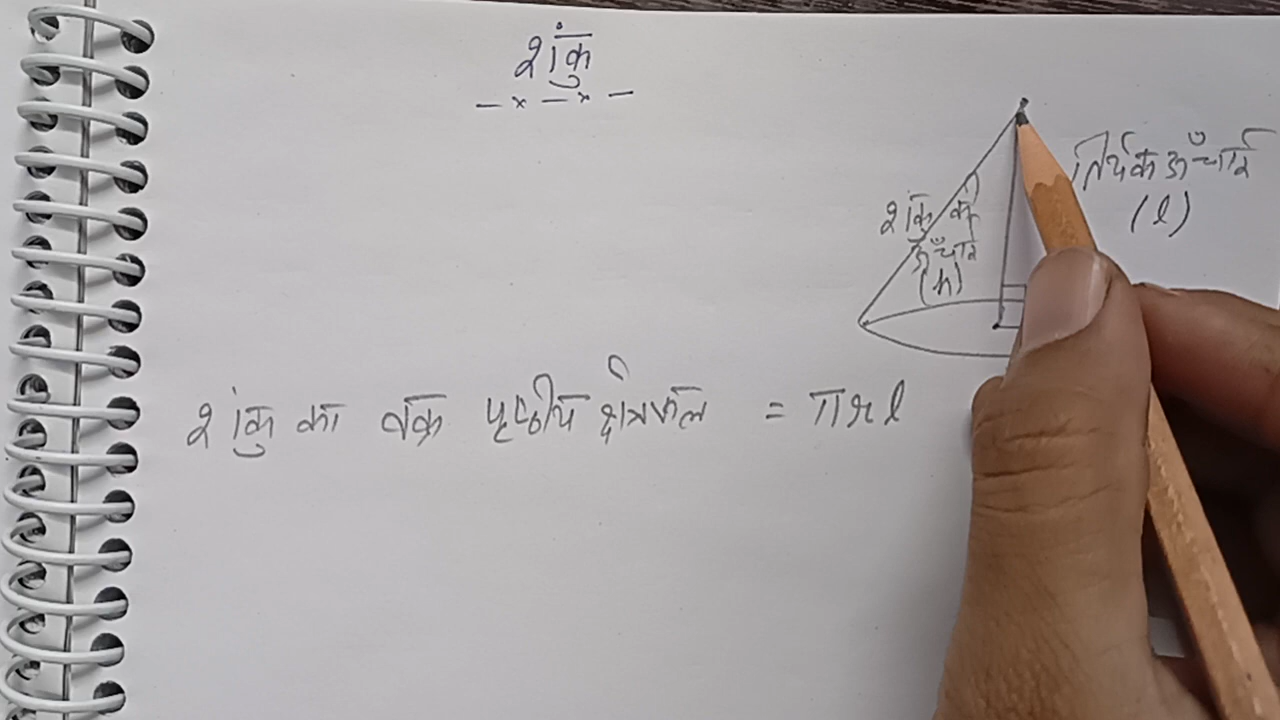 शंकु
शंकु की
ऊँचाई
(h)
तिर्यक ऊँचाई
(l)
शंकु का वक्र पृष्ठीय क्षेत्रफल = πrl